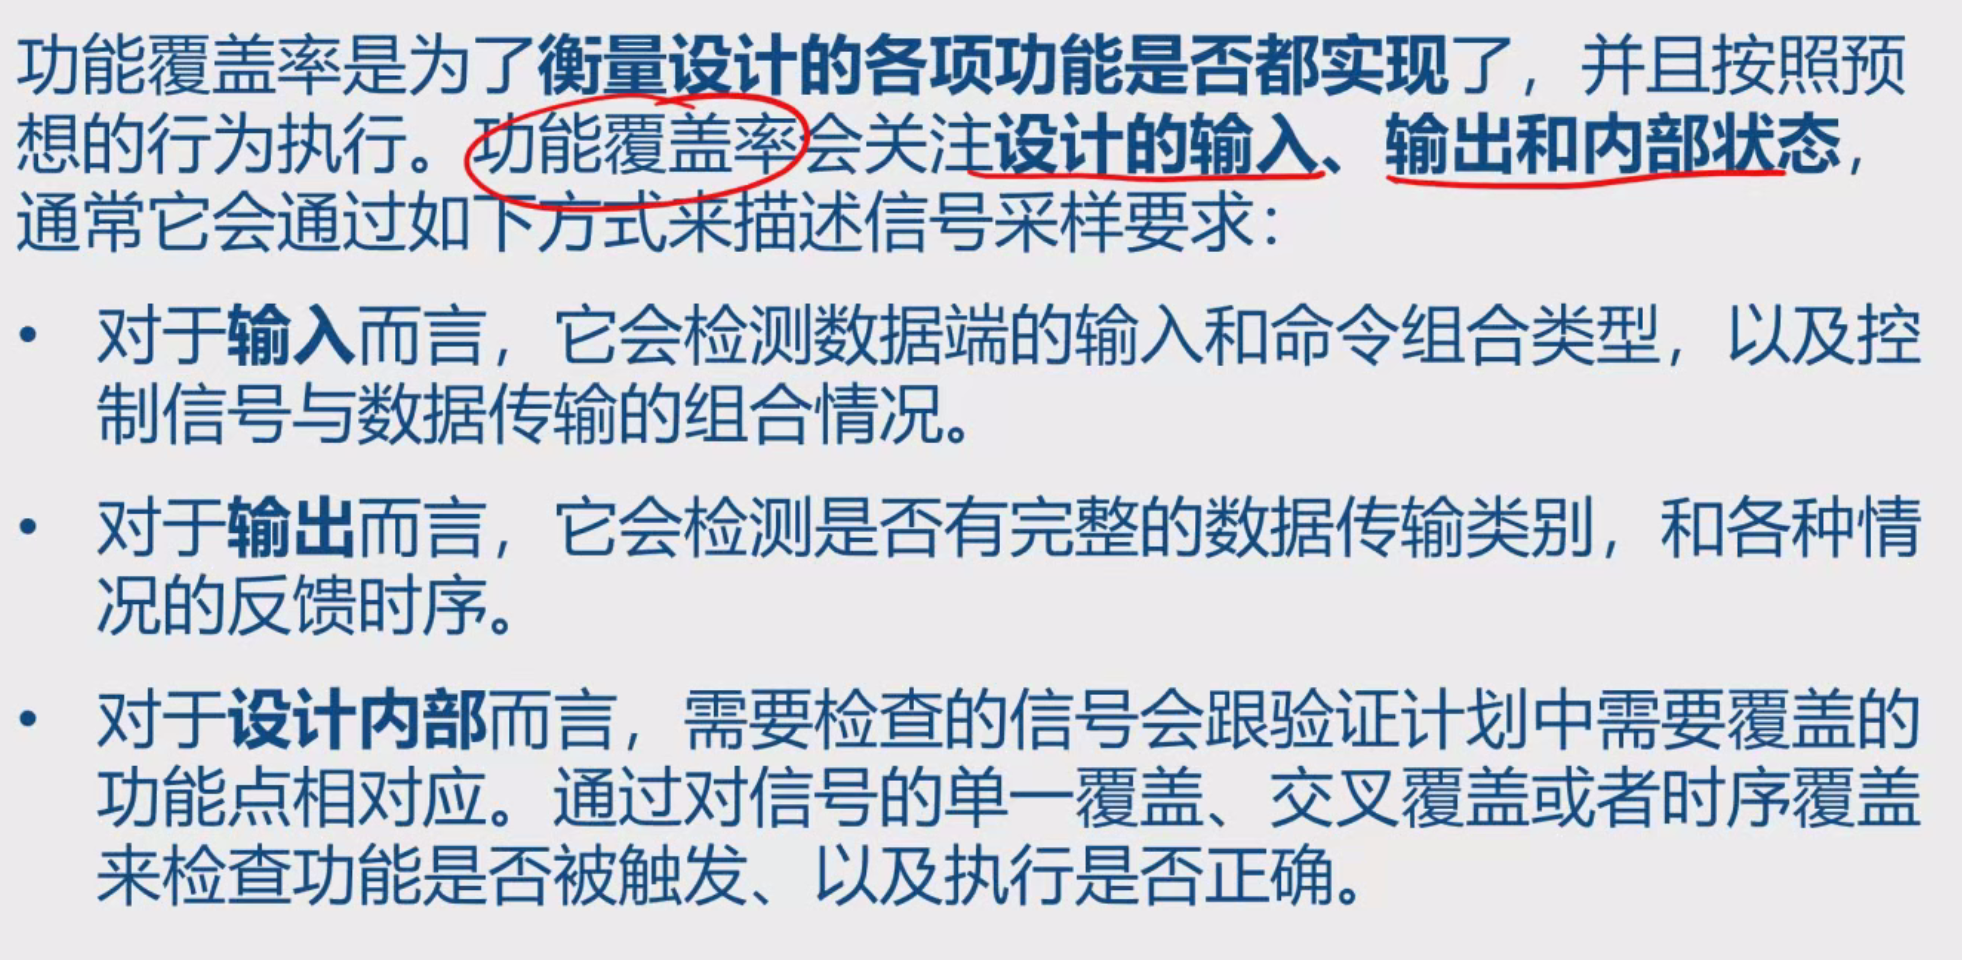 功能覆盖率是为了衡量设计的各项功能是否都实现了，并且按照预
想的行为执行。功能覆盖率会关注设计的输入、输出和内部状态，
通常它会通过如下方式来描述信号采样要求：
• 对于输入而言，它会检测数据端的输入和命令组合类型，以及控
制信号与数据传输的组合情况。
• 对于输出而言，它会检测是否有完整的数据传输类别，和各种情
况的反馈时序。
• 对于设计内部而言，需要检查的信号会跟验证计划中需要覆盖的
功能点相对应。通过对信号的单一覆盖、交叉覆盖或者时序覆盖
来检查功能是否被触发、以及执行是否正确。